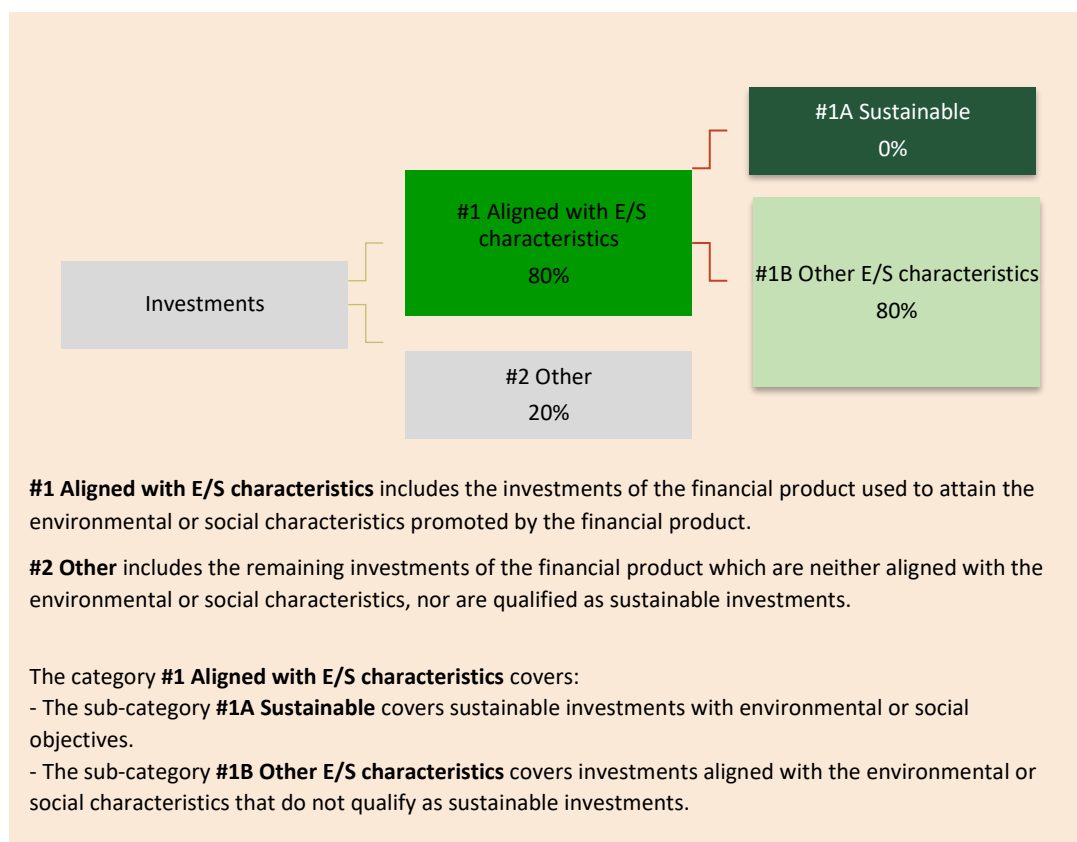 #1A Sustainable
0%
#1 Aligned with E/S
characteristics
80%
#1B Other E/S characteristics
80%
Investments
#2 Other
20%
#1 Aligned with E/S characteristics includes the investments of the financial product used to attain the
environmental or social characteristics promoted by the financial product.
#2 Other includes the remaining investments of the financial product which are neither aligned with the
environmental or social characteristics, nor are qualified as sustainable investments.
The category #1 Aligned with E/S characteristics covers:
- The sub-category #1A Sustainable covers sustainable investments with environmental or social
objectives.
- The sub-category #1B Other E/S characteristics covers investments aligned with the environmental or
social characteristics that do not qualify as sustainable investments.